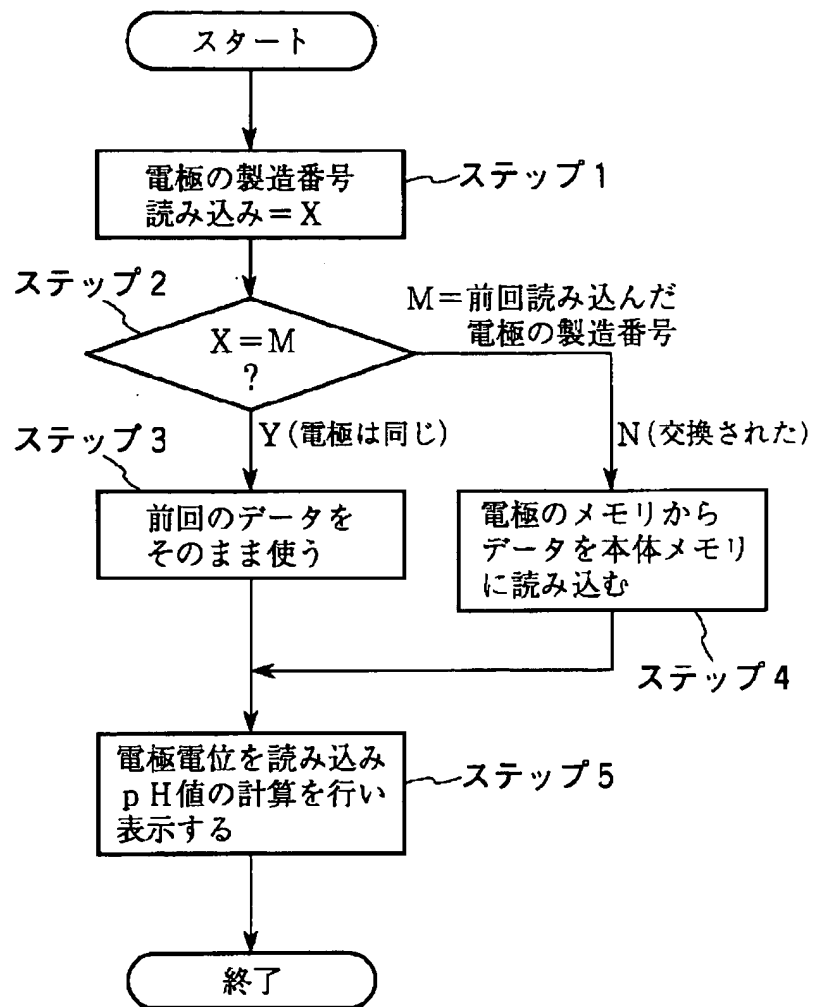 スタート
電極の製造番号
読み込み＝X
ステップ1
ステップ2
X＝M
?
M＝前回読み込んだ
電極の製造番号
ステップ3
Y(電極は同じ)
N(交換された)
前回のデータを
そのまま使う
電極のメモリから
データを本体メモリ
に読み込む
ステップ4
電極電位を読み込み
pH値の計算を行い
表示する
ステップ5
終了